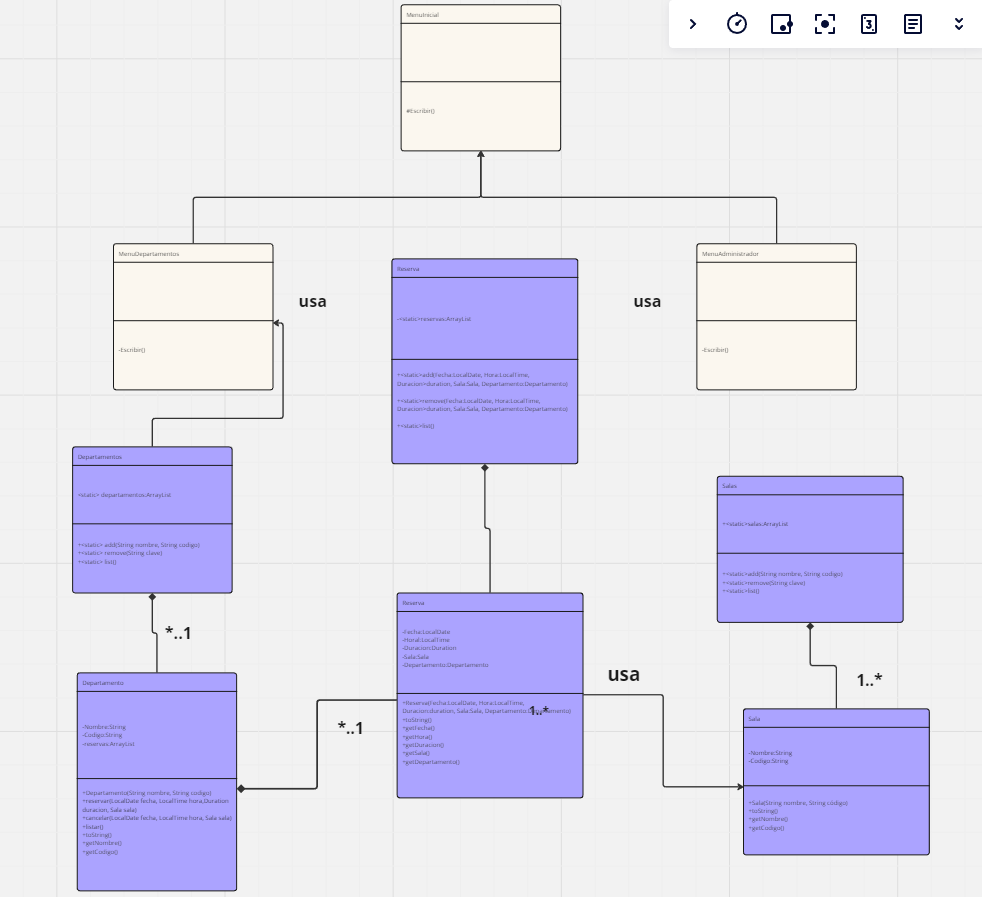 3
MenuInicial
#Escribir()
MenuDepartamentos
-Escribir()
usa
Reserva
-<static>reservas:ArrayList
+<static>add(Fecha:LocalDate, Hora:LocalTime,
Duracion>duration, Sala:Sala, Departamento:Departamento)
+<static>remove(Fecha:LocalDate, Hora:LocalTime,
Duracion>duration, Sala:Sala, Departamento:Departamento)
+<static>list()
usa
MenuAdministrador
-Escribir()
Departamentos
-<static> departamentos:ArrayList
+<static> add(String nombre, String codigo)
+<static> remove(String clave)
+<static> list()
Salas
+<static>salas:ArrayList
+<static>add(String nombre, String codigo)
+<static>remove(String clave)
+<static>list()
*..1
Departamento
-Nombre:String
-Codigo:String
-reservas:ArrayList
+Departamento(String nombre, String codgo)
+reservar(LocalDate fecha, LocalTime hora,Duration
duracion, Sala sala)
+cancelar(LocalDate fecha, LocalTime hora, Sala sala)
+listar()
+toString()
+getNombre()
+getCodigo()
*..1
Reserva
-Fecha:LocalDate
-Horal:LocalTime
-Duracion:Duration
-Sala:Sala
-Departamento:Departamento
+Reserva(Fecha:LocalDate, Hora:LocalTime,
Duracion:duration, Sala:Sala, Departamento:Departamento)
1..*
+toString()
+getFecha()
+getHora()
+getDuracion()
+getSala()
+getDepartamento()
usa
1..*
Sala
-Nombre:String
-Codigo:String
+Sala(String nombre, String código)
+toString()
+getNombre()
+getCodigo()